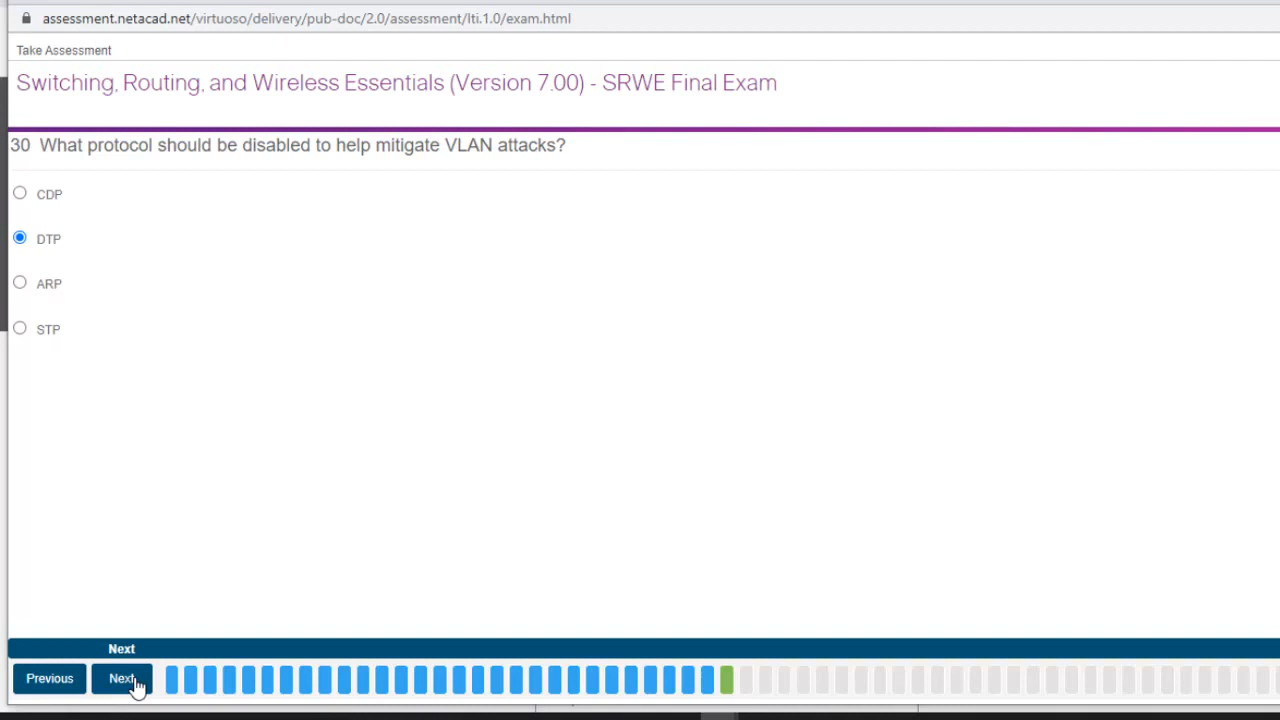 assessment.netacad.net/virtuoso/delivery/pub-doc/2.0/assessment/lti.1.0/exam.html
Take Assessment
Switching, Routing, and Wireless Essentials (Version 7.00) - SRWE Final Exam
30 What protocol should be disabled to help mitigate VLAN attacks?
CDP
DTP
ARP
STP
Next
Previous Next